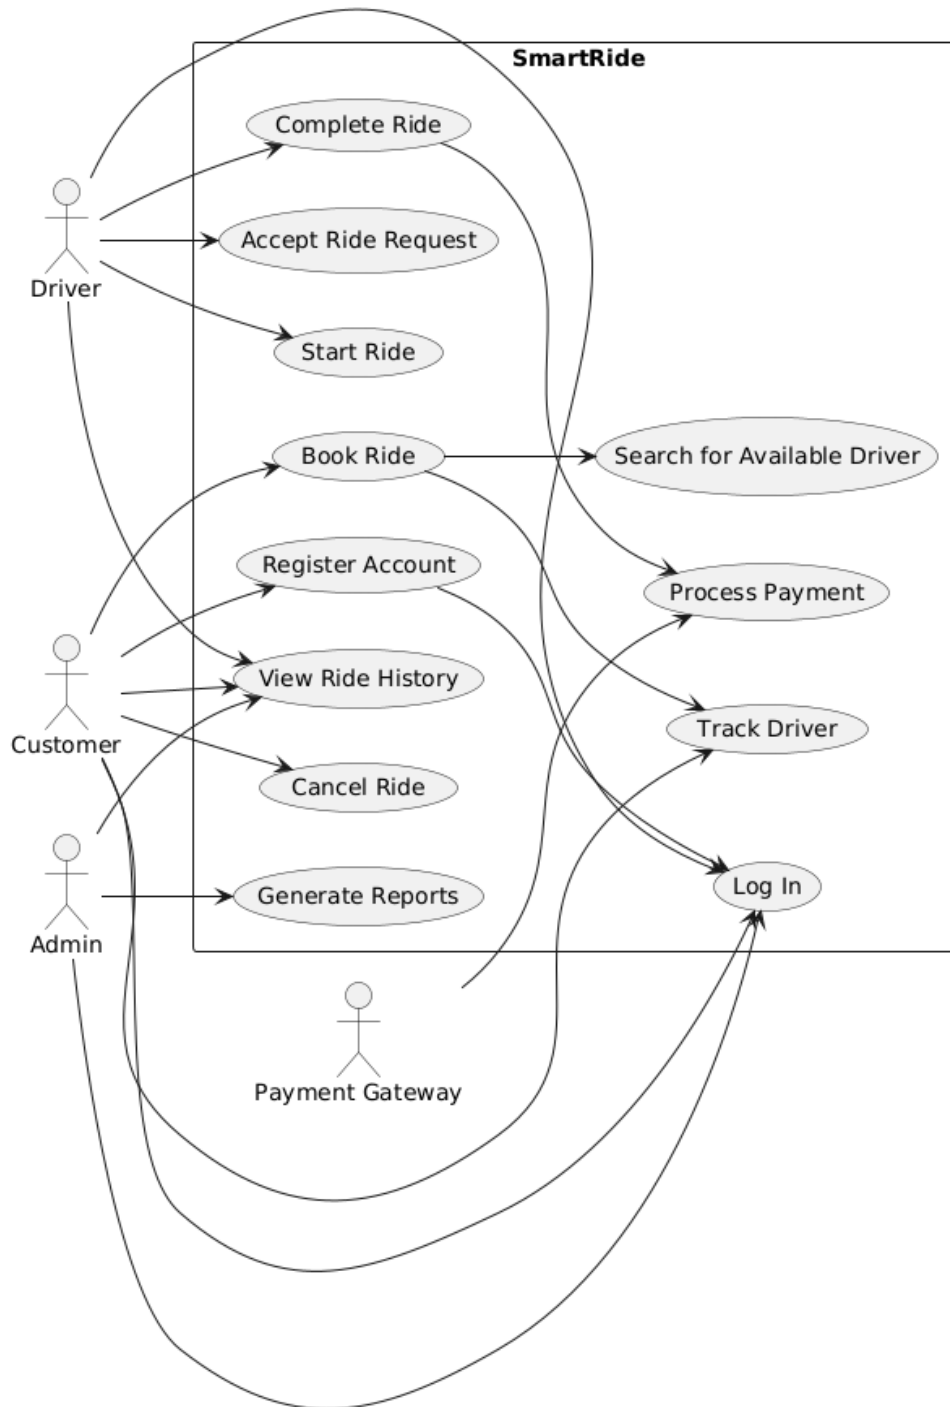 SmartRide
Complete Ride
Accept Ride Request
Driver
Start Ride
Book Ride
Search for Available Driver
Register Account
Process Payment
View Ride History
Customer
Track Driver
Cancel Ride
Log In
Generate Reports
Admin
Payment Gateway